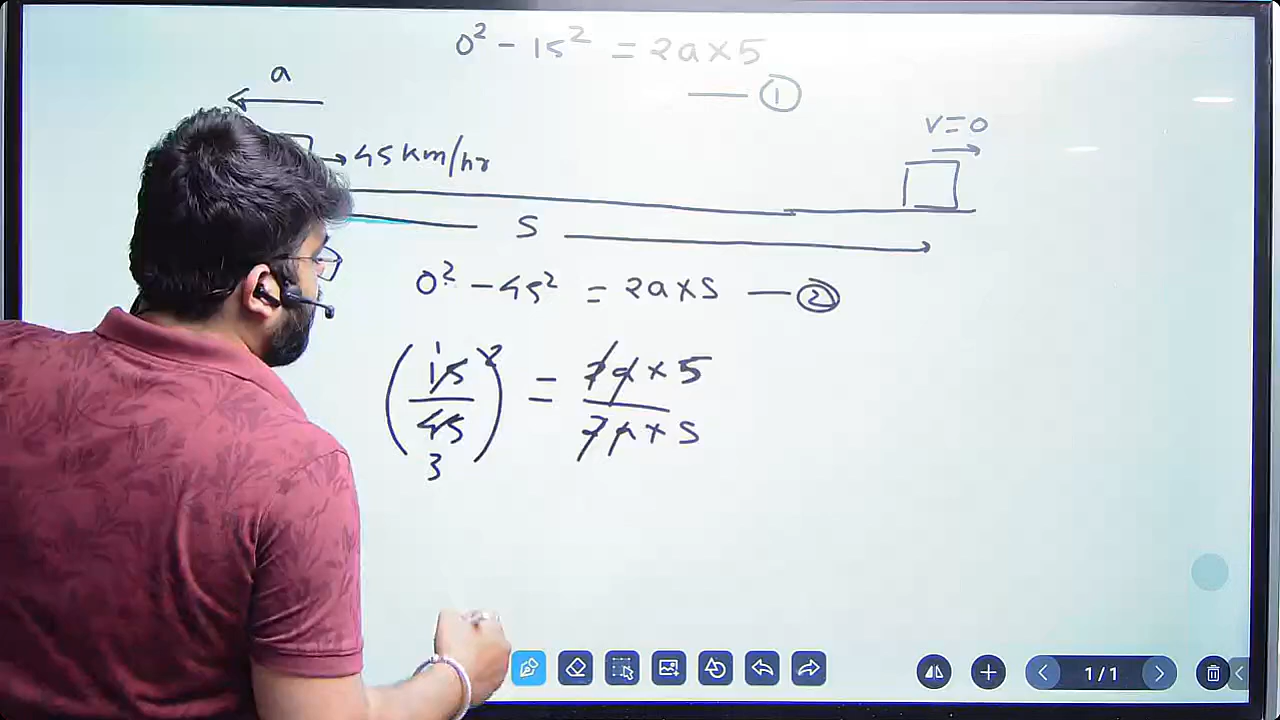 0² - 15² = 2a×5
— ①
a
45 km/hr
v=0
S
0² - 45² = 2a×S — ②
(15/45)² = 2a×5/2a×S
1
3
1/1